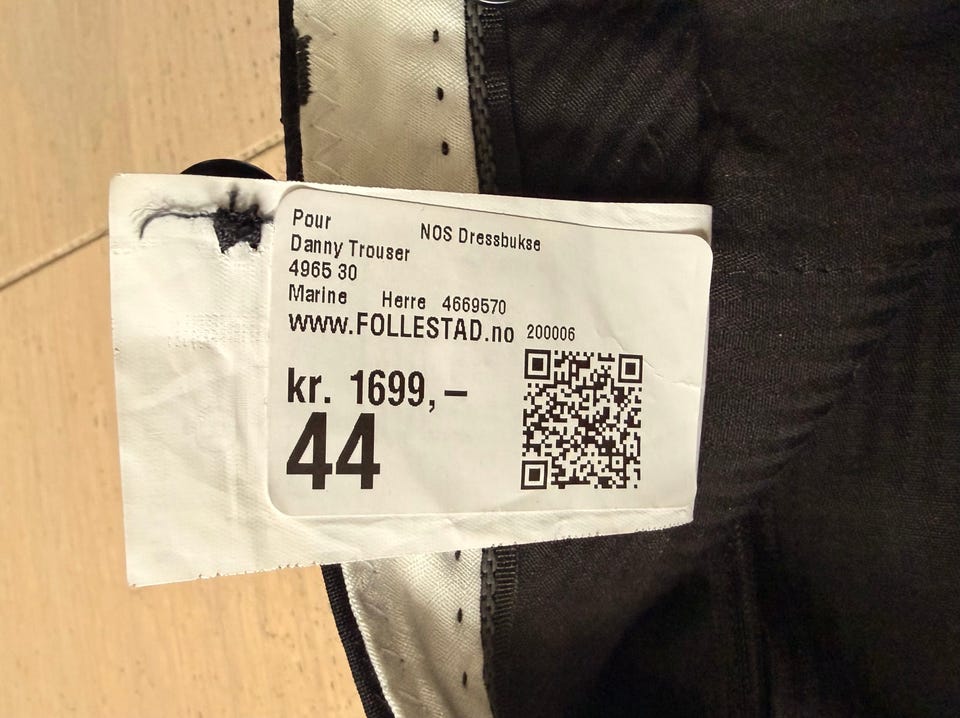 Pour
NOS Dressbukse
Danny Trouser
4965 30
Marine Herre 4669570
www.FOLLESTAD.no 200006
kr. 1699,–
44